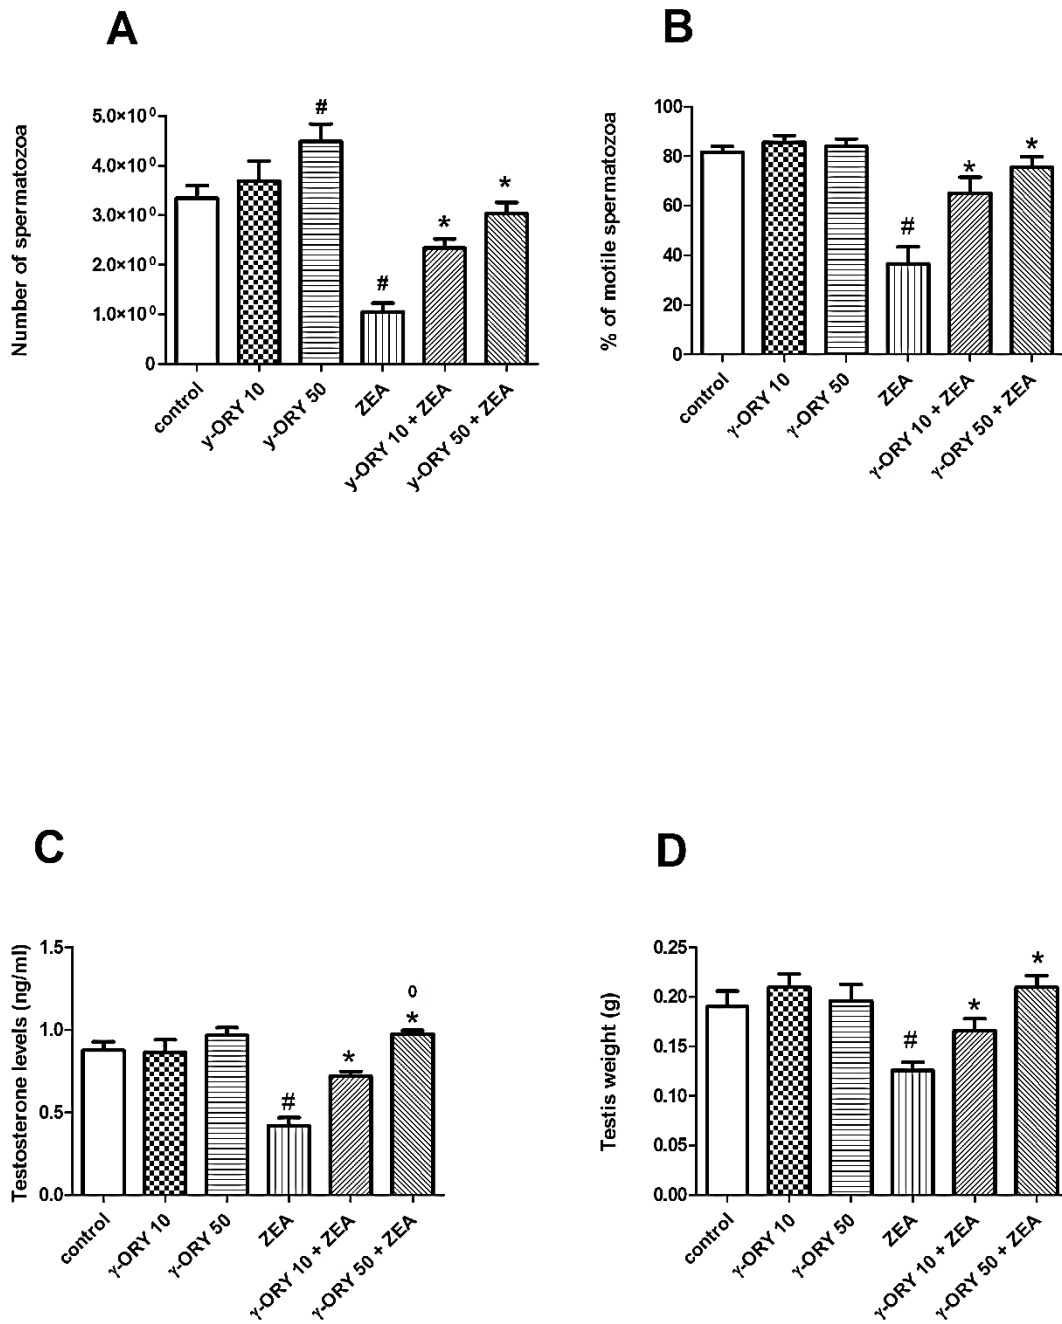 A
Number of spermatozoa
5.0×10⁰
4.0×10⁰
3.0×10⁰
2.0×10⁰
1.0×10⁰
0
#
#
*
*
control
y-ORY 10
y-ORY 50
ZEA
y-ORY 10 + ZEA
y-ORY 50 + ZEA
B
% of motile spermatozoa
100
80
60
40
20
0
#
*
*
control
γ-ORY 10
γ-ORY 50
ZEA
γ-ORY 10 + ZEA
γ-ORY 50 + ZEA
C
Testosterone levels (ng/ml)
1.5
1.0
0.5
0.0
#
*
o
*
control
γ-ORY 10
γ-ORY 50
ZEA
γ-ORY 10 + ZEA
γ-ORY 50 + ZEA
D
Testis weight (g)
0.25
0.20
0.15
0.10
0.05
0.00
#
*
*
control
γ-ORY 10
γ-ORY 50
ZEA
γ-ORY 10 + ZEA
γ-ORY 50 + ZEA